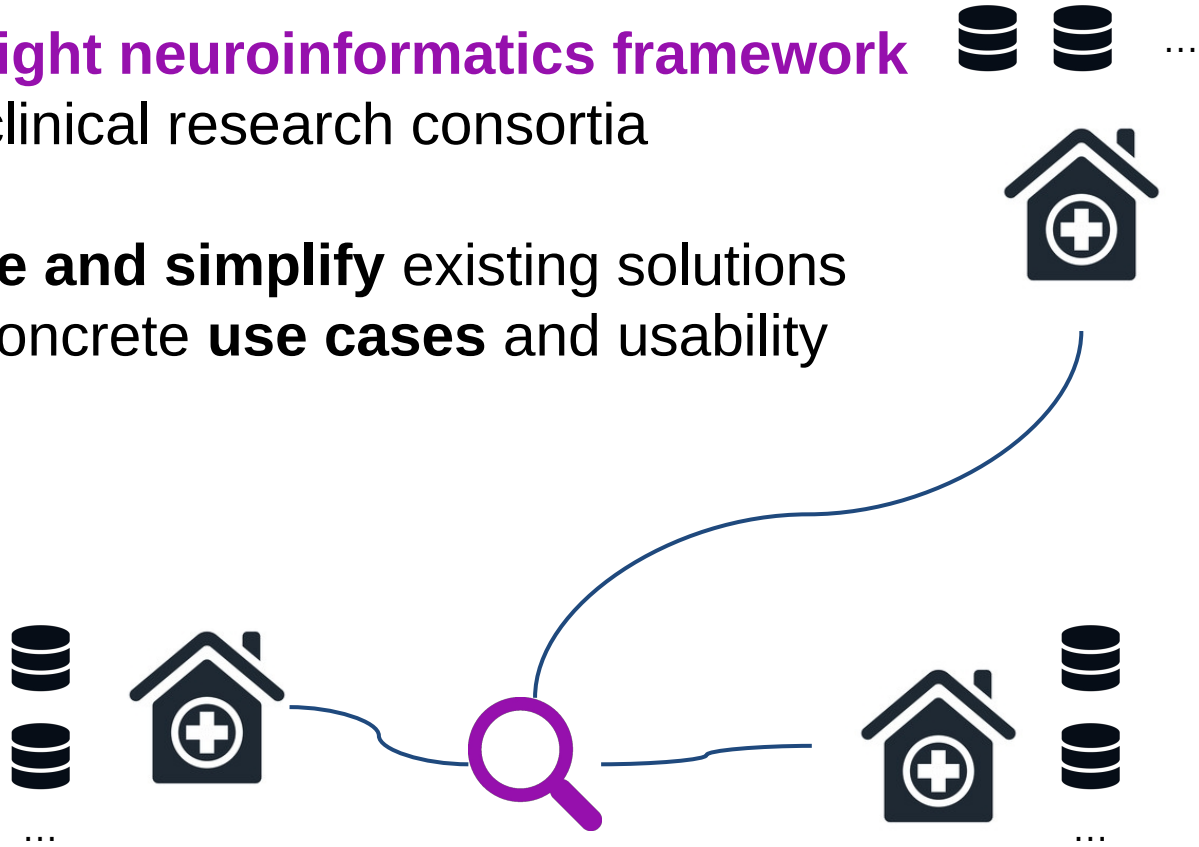 ight neuroinformatics framework
...
clinical research consortia
e and simplify existing solutions
oncrete use cases and usability
...
...